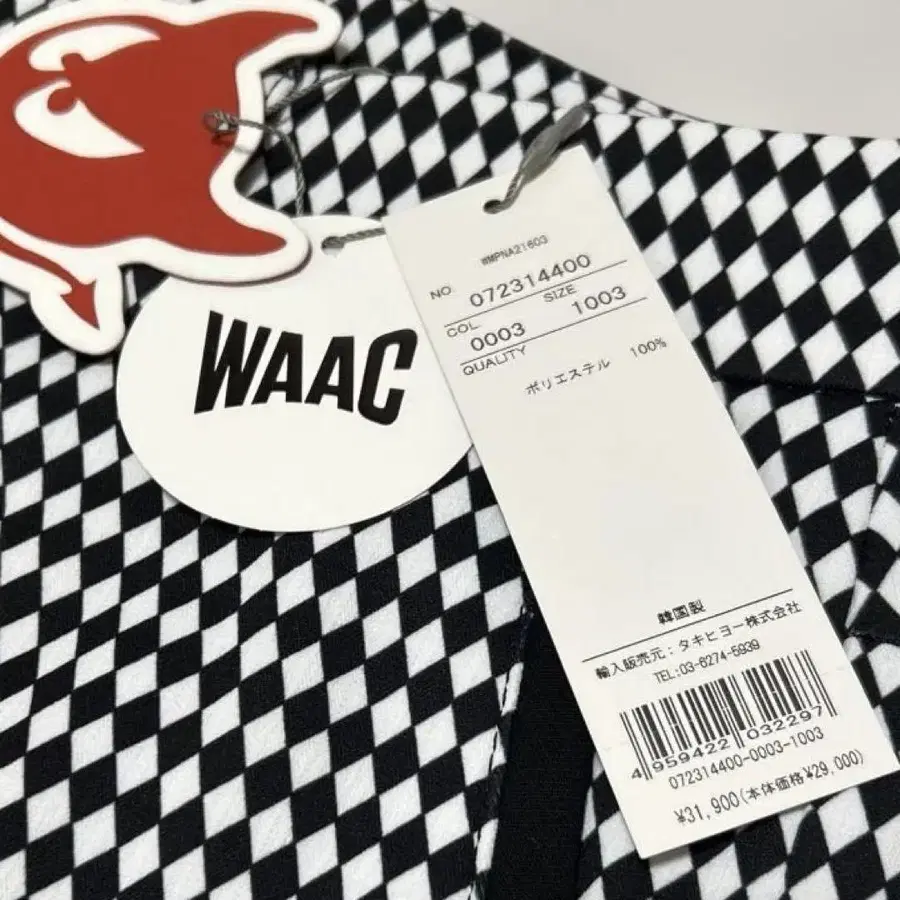 WAAC
WMPNA21603
NO 072314400
COL SIZE
0003 1003
QUALITY
ポリエステル 100%
韓国製
輸入販売元:タキヒヨー株式会社
TEL:03-6274-5939
4 959422 032297
072314400-0003-1003
¥31,900(本体価格¥29,000)